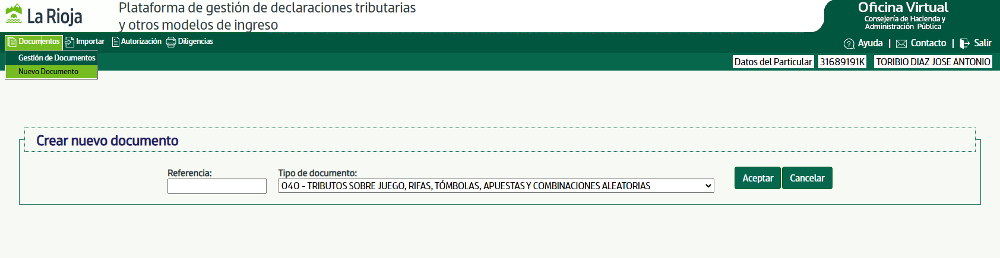 La Rioja
Plataforma de gestión de declaraciones tributarias
y otros modelos de ingreso
Oficina Virtual
Consejería de Hacienda y
Administración Pública
Documentos Importar Autorización Diligencias
Ayuda | Contacto | Salir
Gestión de Documentos
Nuevo Documento
Datos del Particular 31689191K TORIBIO DIAZ JOSE ANTONIO
Crear nuevo documento
Referencia: Tipo de documento:
040 - TRIBUTOS SOBRE JUEGO, RIFAS, TÓMBOLAS, APUESTAS Y COMBINACIONES ALEATORIAS
Aceptar Cancelar